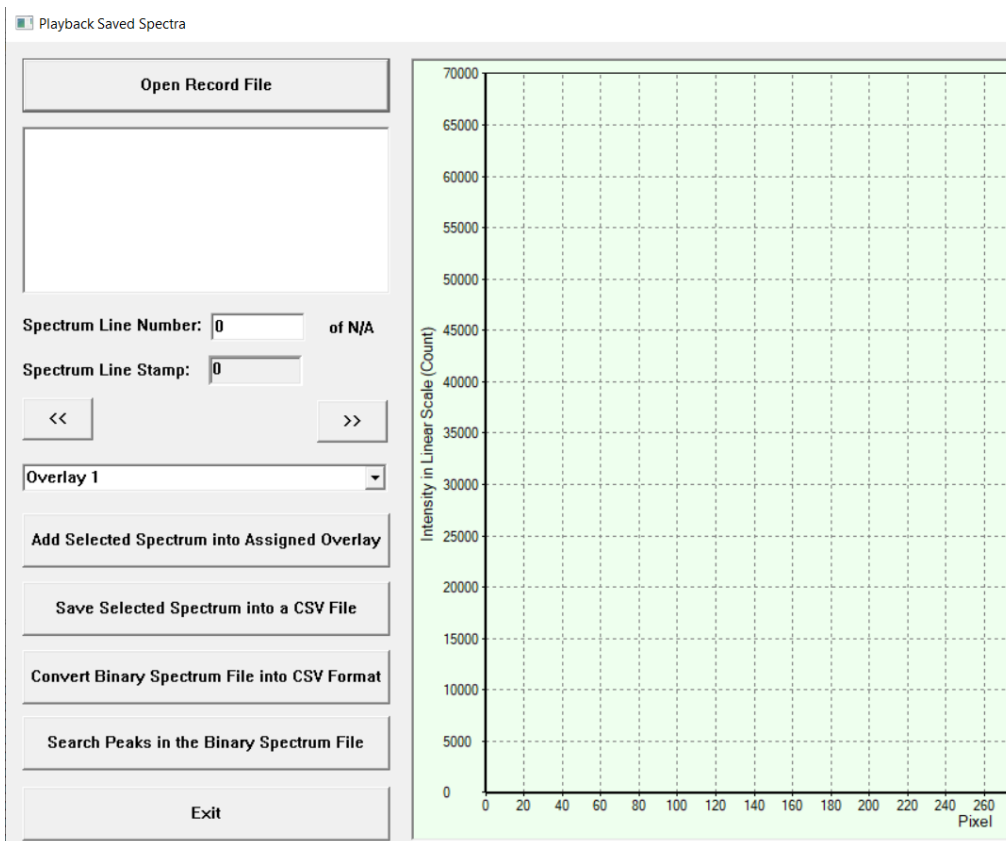 Playback Saved Spectra
Open Record File
Spectrum Line Number: 0 of N/A
Spectrum Line Stamp: 0
<< >>
Overlay 1
Add Selected Spectrum into Assigned Overlay
Save Selected Spectrum into a CSV File
Convert Binary Spectrum File into CSV Format
Search Peaks in the Binary Spectrum File
Exit
Intensity in Linear Scale (Count)
70000
65000
60000
55000
50000
45000
40000
35000
30000
25000
20000
15000
10000
5000
0
0 20 40 60 80 100 120 140 160 180 200 220 240 260
Pixel